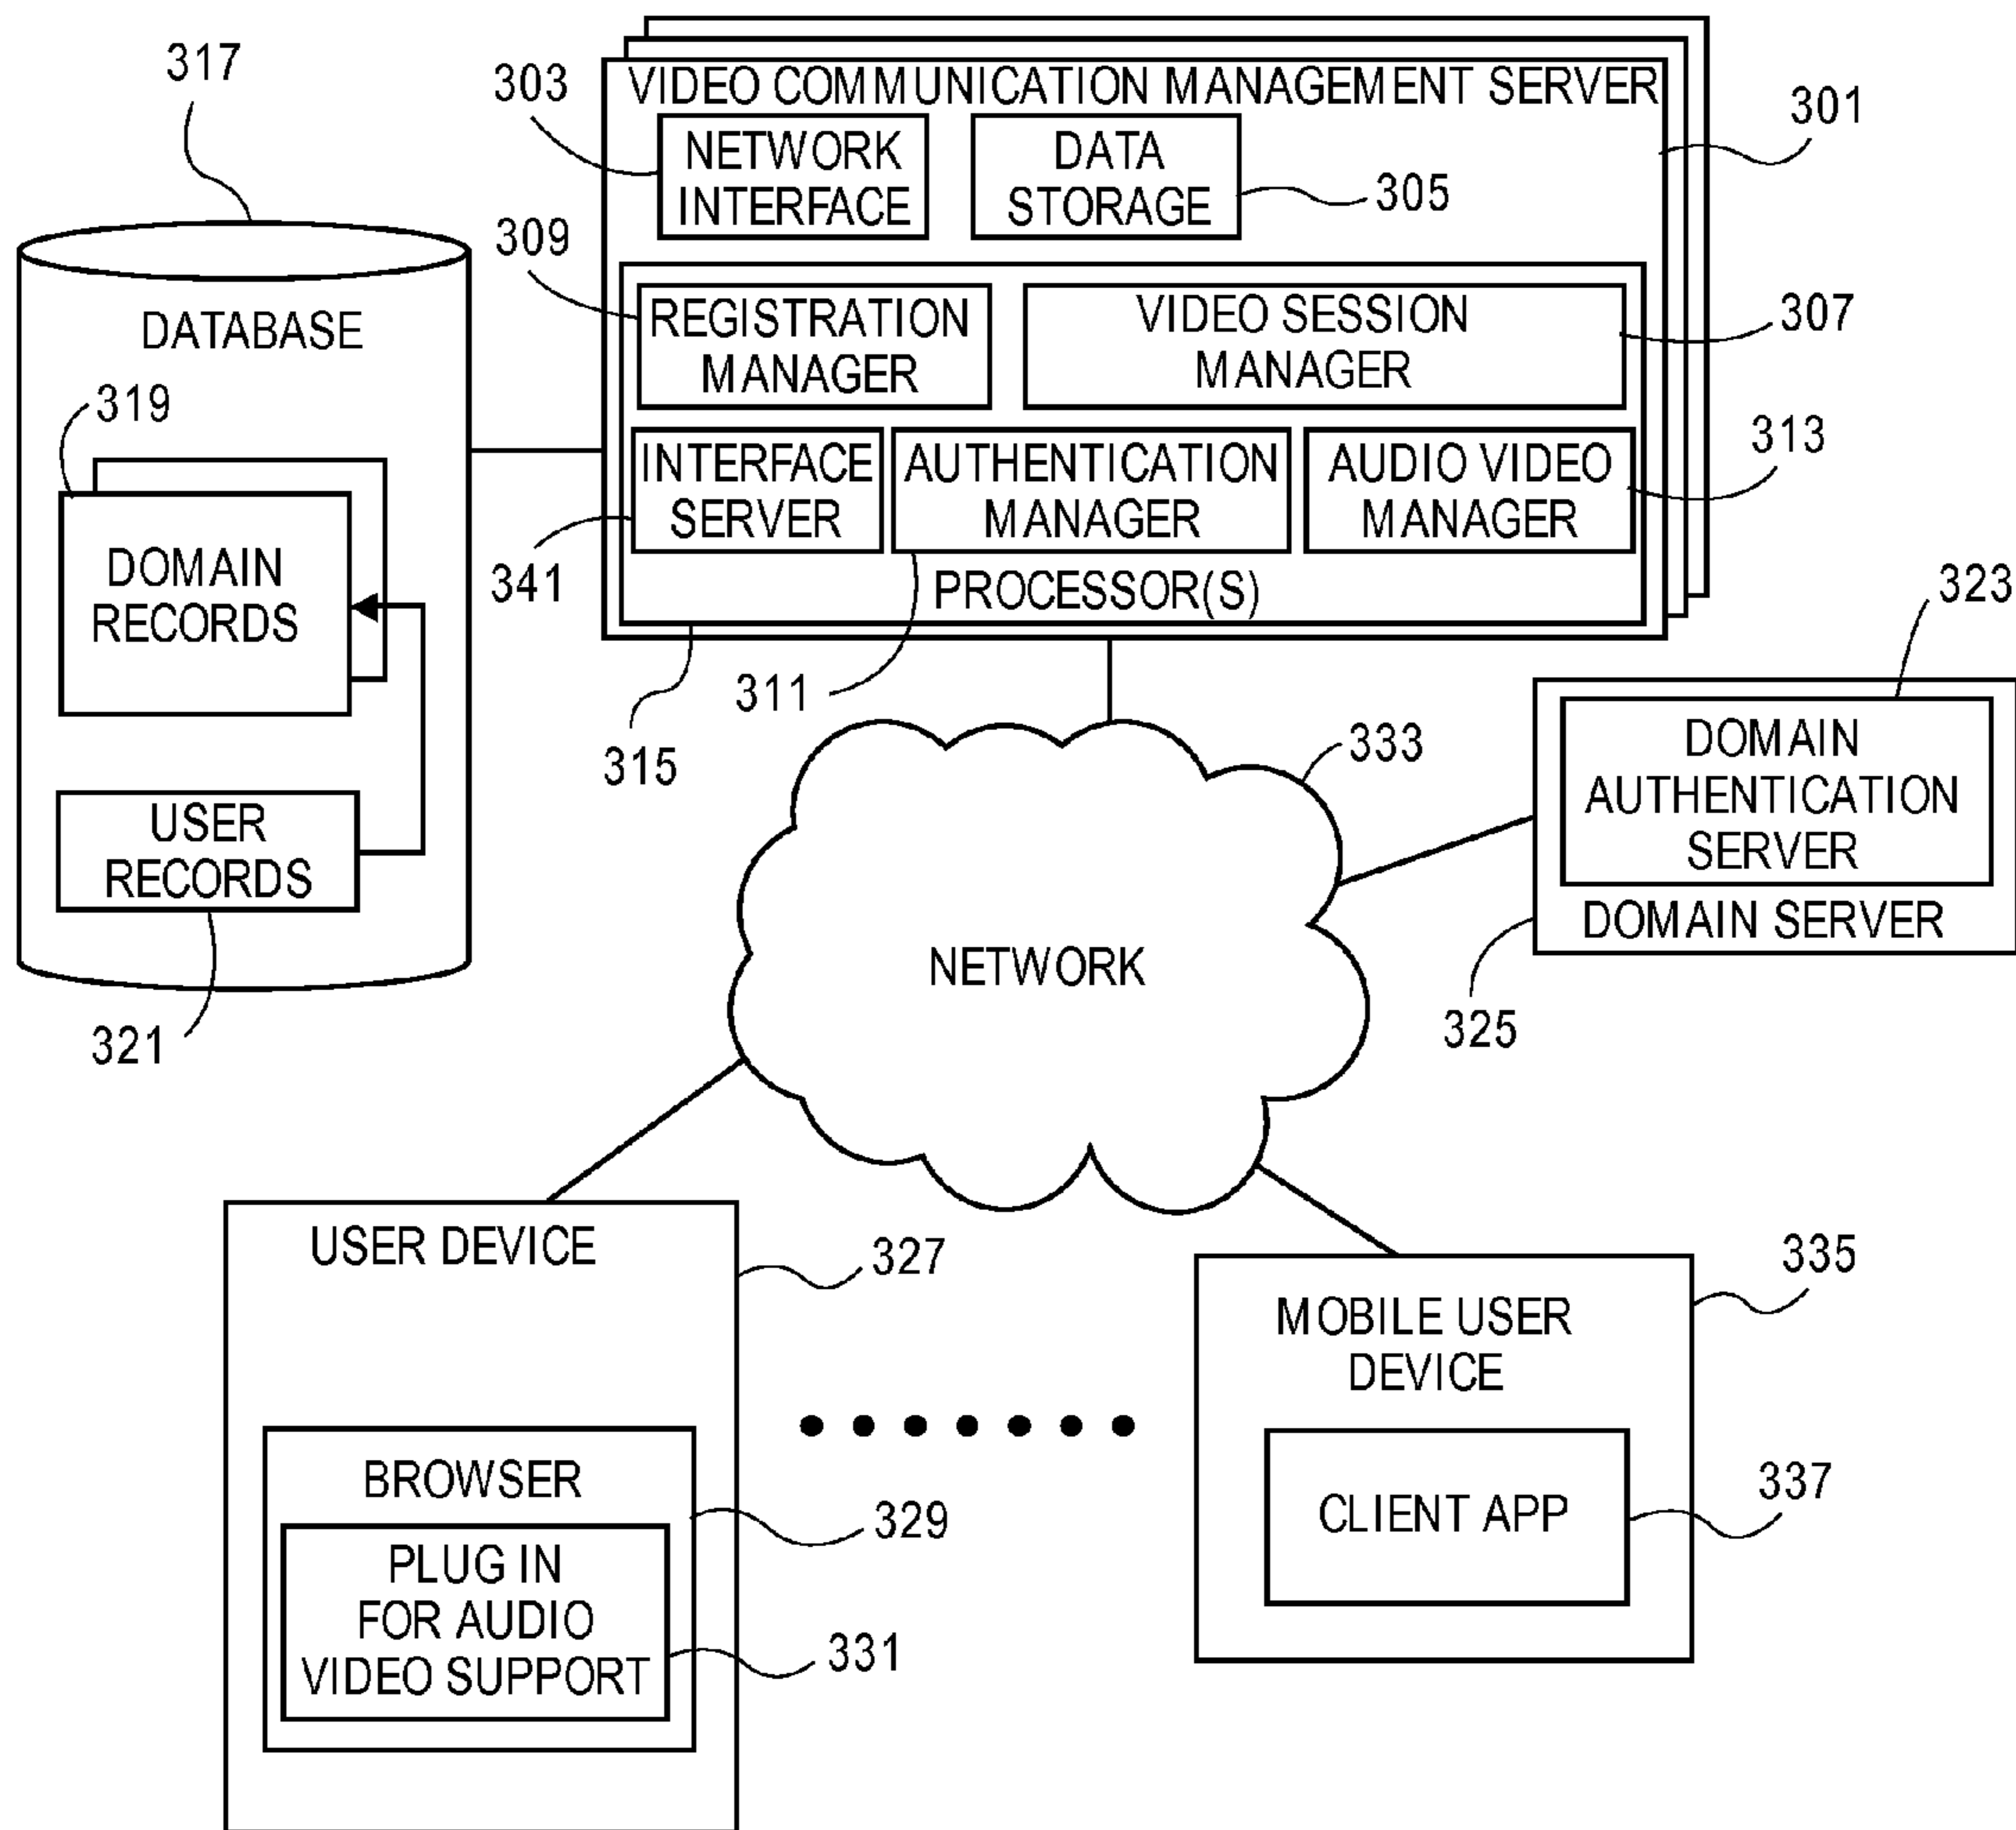 317
303
VIDEO COMMUNICATION MANAGEMENT SERVER
301
NETWORK
INTERFACE
DATA
STORAGE
305
309
DATABASE
REGISTRATION
MANAGER
VIDEO SESSION
MANAGER
307
319
INTERFACE
SERVER
AUTHENTICATION
MANAGER
AUDIO VIDEO
MANAGER
313
DOMAIN
RECORDS
341
PROCESSOR(S)
323
311
315
333
DOMAIN
AUTHENTICATION
SERVER
USER
RECORDS
DOMAIN SERVER
NETWORK
321
325
USER DEVICE
327
335
MOBILE USER
DEVICE
BROWSER
329
CLIENT APP
337
PLUG IN
FOR AUDIO
VIDEO SUPPORT
331